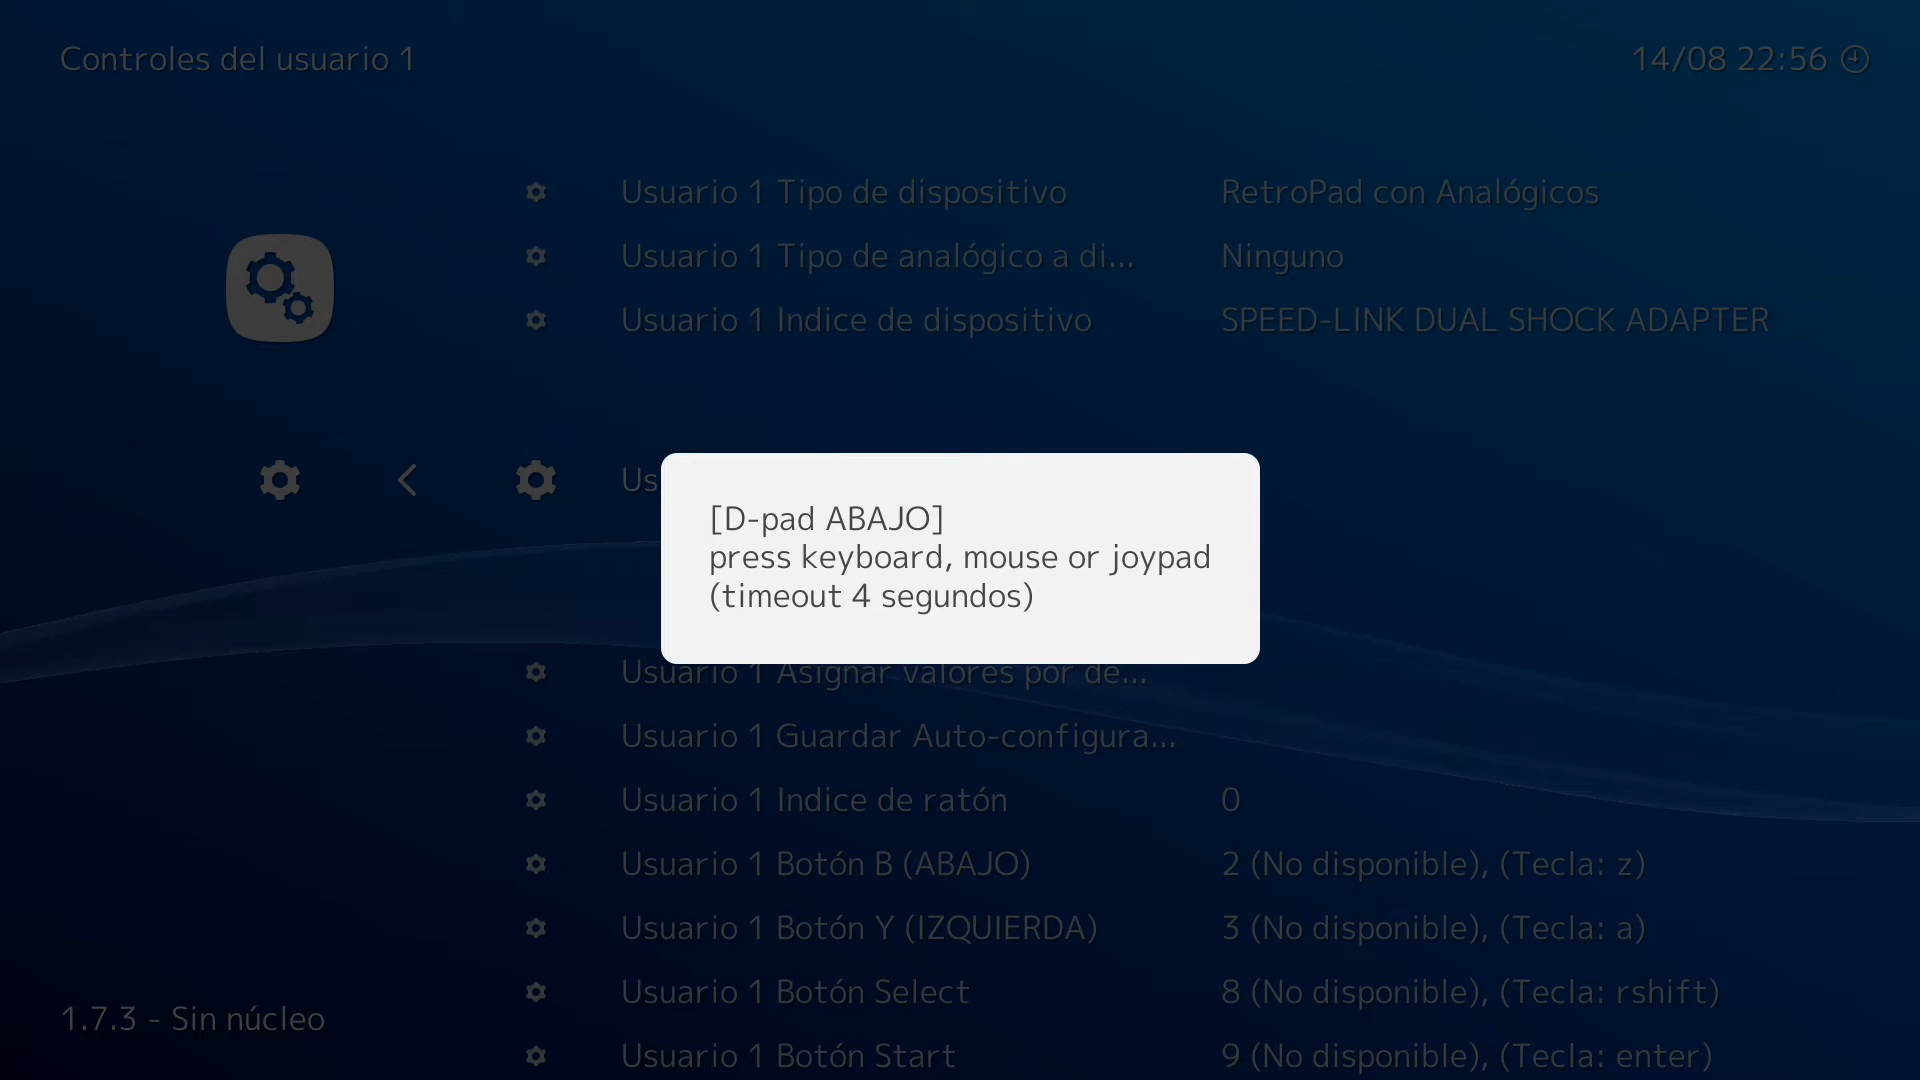 Controles del usuario 1
14/08 22:56
Usuario 1 Tipo de dispositivo RetroPad con Analógicos
Usuario 1 Tipo de analógico a di... Ninguno
Usuario 1 Indice de dispositivo SPEED-LINK DUAL SHOCK ADAPTER
Us
[D-pad ABAJO]
press keyboard, mouse or joypad
(timeout 4 segundos)
Usuario 1 Asignar valores por de...
Usuario 1 Guardar Auto-configura...
Usuario 1 Indice de ratón 0
Usuario 1 Botón B (ABAJO) 2 (No disponible), (Tecla: z)
Usuario 1 Botón Y (IZQUIERDA) 3 (No disponible), (Tecla: a)
Usuario 1 Botón Select 8 (No disponible), (Tecla: rshift)
1.7.3 - Sin núcleo
Usuario 1 Botón Start 9 (No disponible), (Tecla: enter)